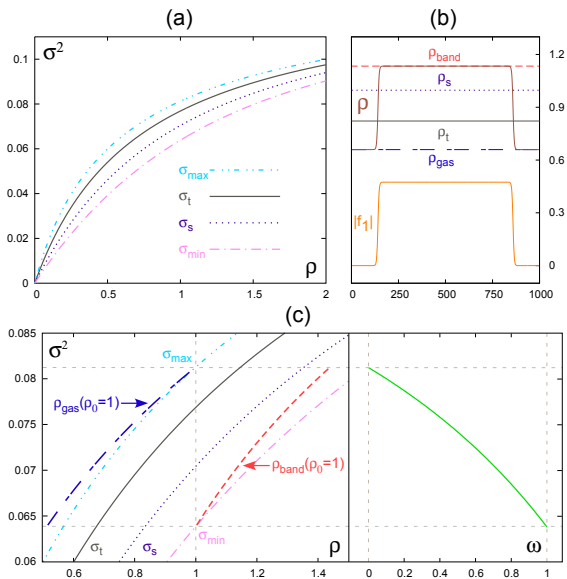 (a)
σ²
0.1
0.08
0.06
0.04
0.02
0
σmax
σt
σs
σmin
ρ
0 0.5 1 1.5 2
(b)
ρband
ρs
ρ
ρt
ρgas
|f1|
1.2
0.9
0.6
0.3
0
0 250 500 750 1000
(c)
σ²
0.085
0.08
0.075
0.07
0.065
0.06
σmax
ρgas(ρ0=1)
ρband(ρ0=1)
σmin
σt
σs
ρ
ω
0.6 0.8 1 1.2 1.4
0 0.2 0.4 0.6 0.8 1